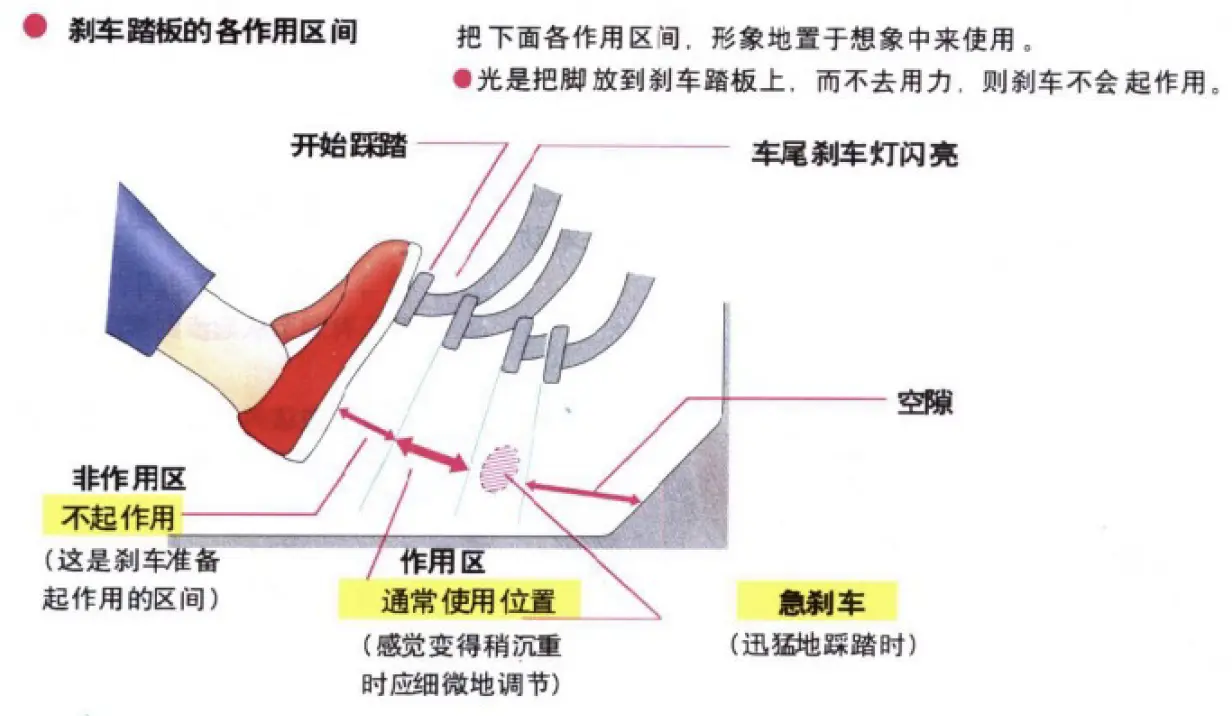 ● 刹车踏板的各作用区间
把下面各作用区间，形象地置于想象中来使用。
●光是把脚放到刹车踏板上，而不去用力，则刹车不会起作用。
开始踩踏
车尾刹车灯闪亮
空隙
非作用区
不起作用
(这是刹车准备
起作用的区间)
作用区
通常使用位置
(感觉变得稍沉重
时应细微地调节)
急刹车
(迅猛地踩踏时)